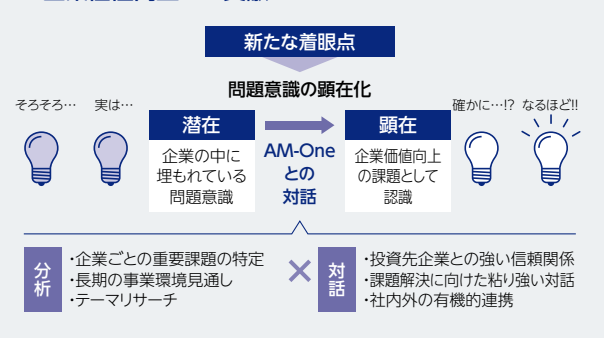 新たな着眼点
問題意識の顕在化
そろそろ… 実は…
確かに…!? なるほど!!
潜在
企業の中に
埋もれている
問題意識
AM-One
との
対話
顕在
企業価値向上
の課題として
認識
分析
・企業ごとの重要課題の特定
・長期の事業環境見通し
・テーマリサーチ
×
対話
・投資先企業との強い信頼関係
・課題解決に向けた粘り強い対話
・社内外の有機的連携